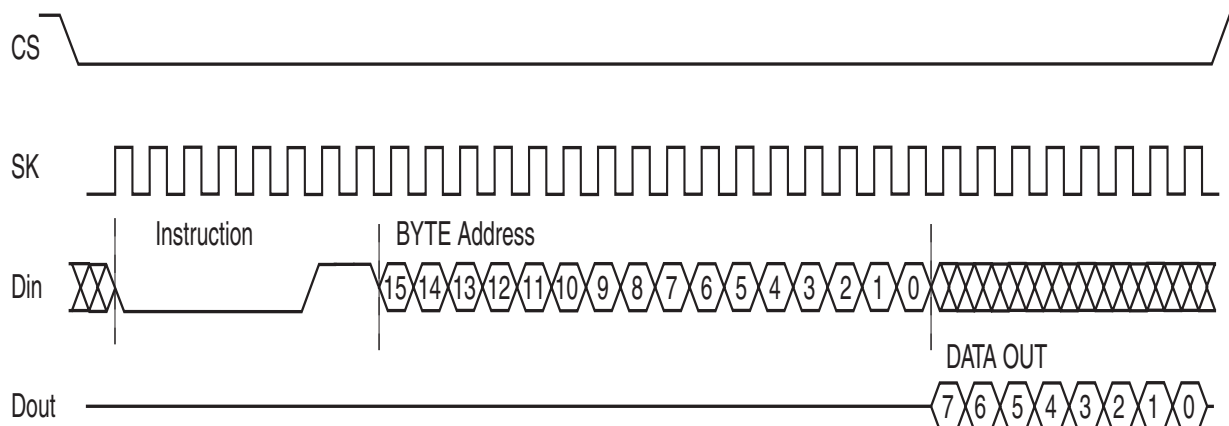 CS
SK
Instruction BYTE Address
Din 15 14 13 12 11 10 9 8 7 6 5 4 3 2 1 0
DATA OUT
Dout 7 6 5 4 3 2 1 0